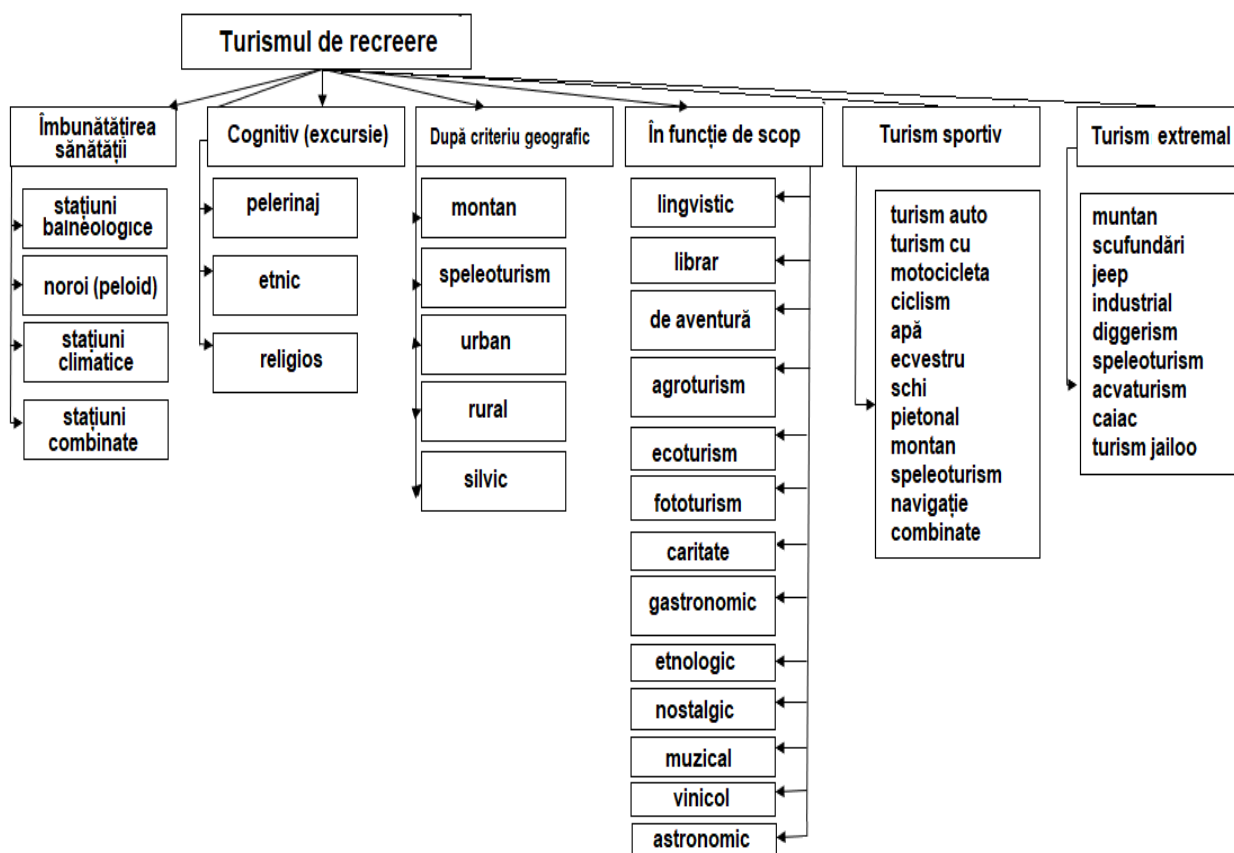 Turismul de recreere
Îmbunătățirea
sănătății
stațiuni
balneologice
noroi (peloid)
stațiuni
climatice
stațiuni
combinate
Cognitiv (excursie)
pelerinaj
etnic
religios
După criteriu geografic
montan
speleoturism
urban
rural
silvic
În funcție de scop
lingvistic
librar
de aventură
agroturism
ecoturism
fototurism
caritate
gastronomic
etnologic
nostalgic
muzical
vinicol
astronomic
Turism sportiv
turism auto
turism cu
motocicleta
ciclism
apă
ecvestru
schi
pietonal
montan
speleoturism
navigație
combinate
Turism extremal
muntan
scufundări
jeep
industrial
diggerism
speleoturism
acvaturism
caiac
turism jailoo